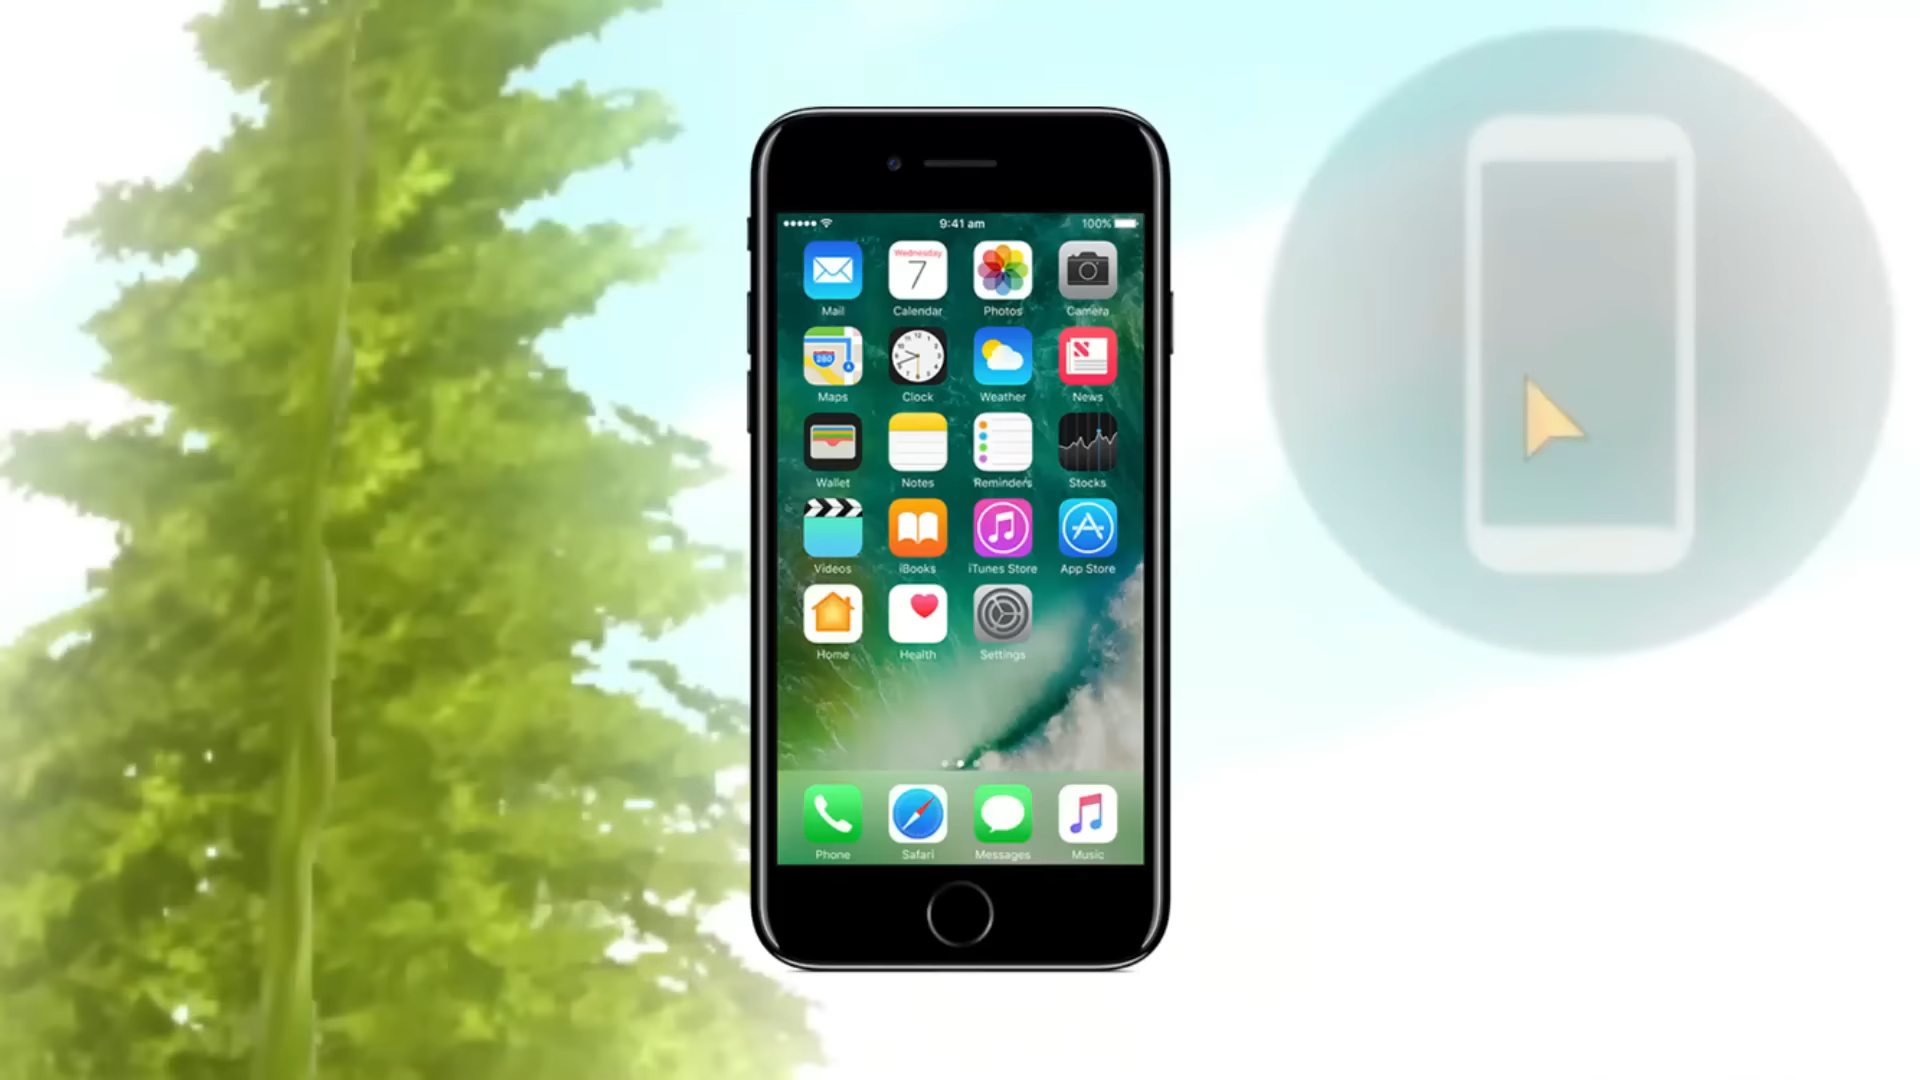 9:41 am 100%
Wednesday
7
Mail Calendar Photos Camera
280
Maps Clock Weather News
Wallet Notes Reminders Stocks
Videos iBooks iTunes Store App Store
Home Health Settings
Phone Safari Messages Music